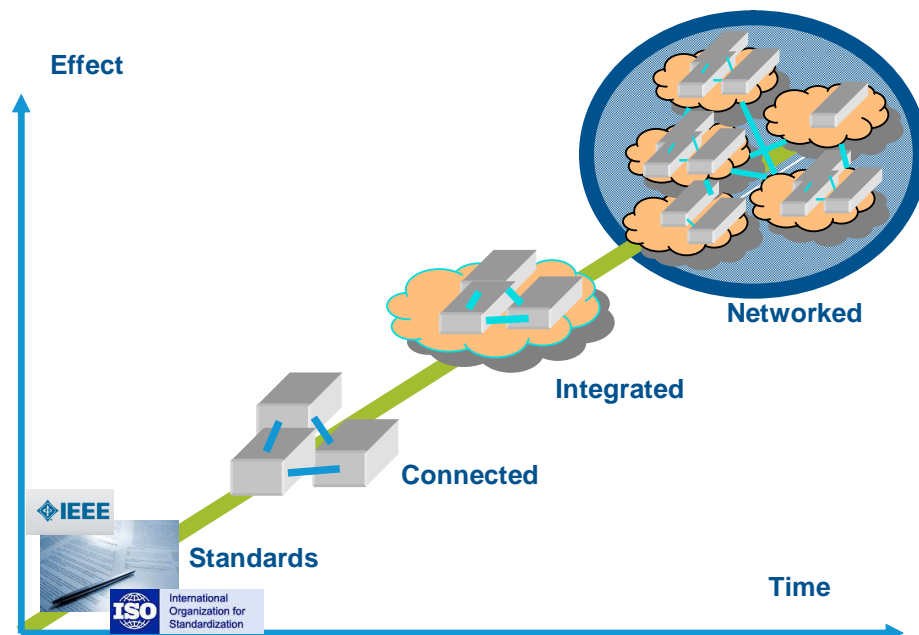 Effect
Networked
Integrated
Connected
IEEE
Standards
ISO
International
Organization for
Standardization
Time